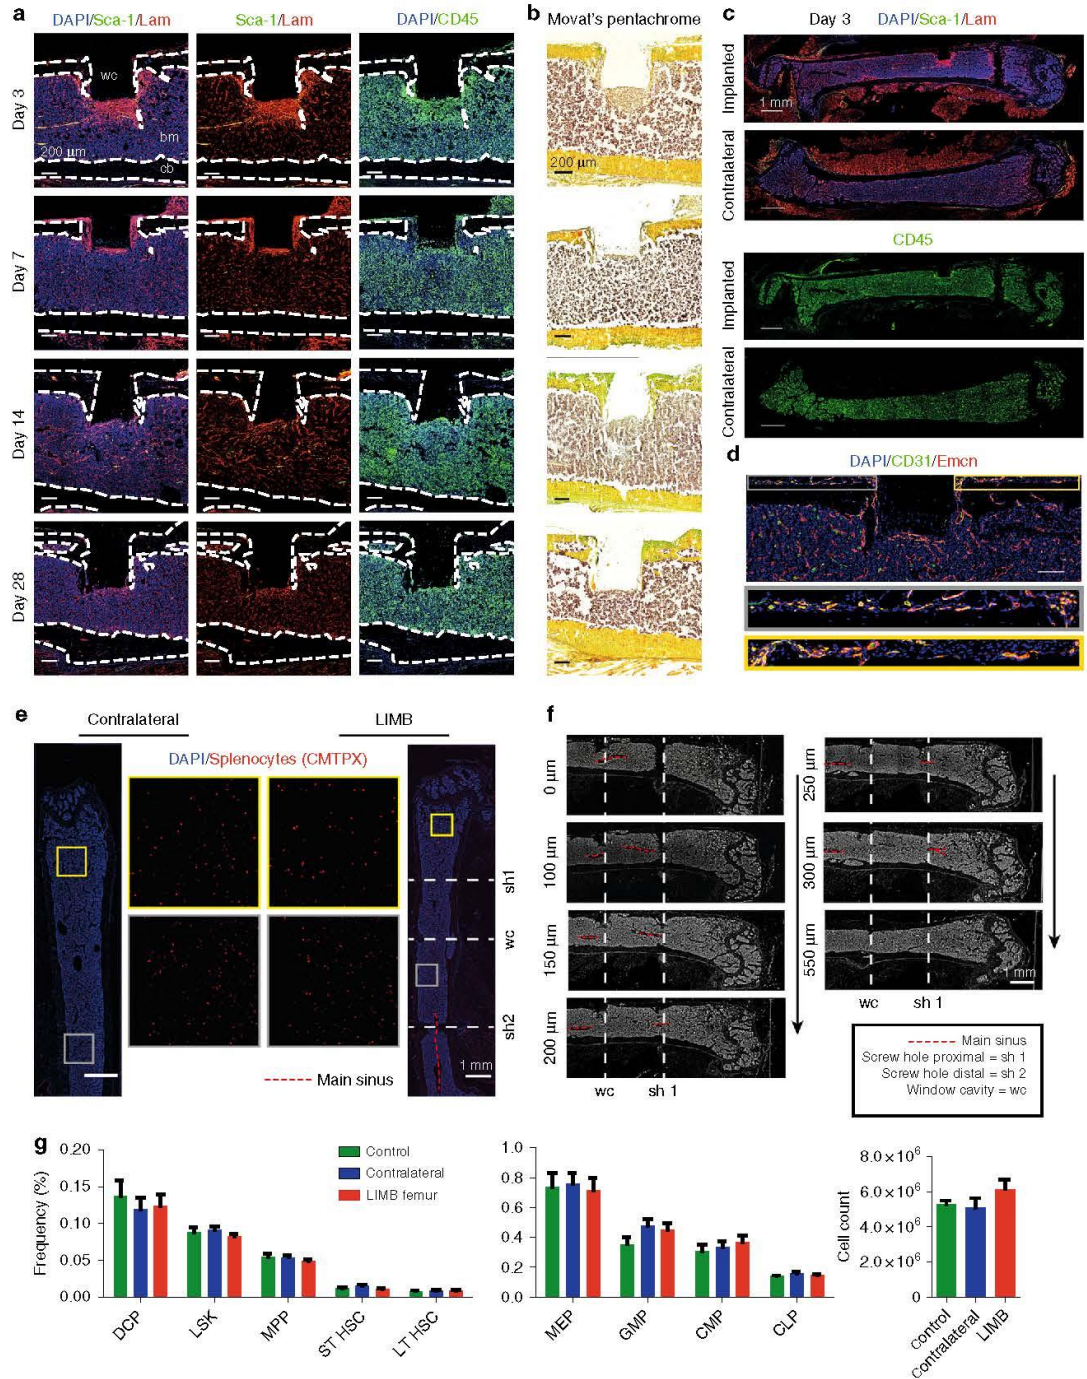 a
DAPI/Sca-1/Lam
Sca-1/Lam
DAPI/CD45
Day 3
wc
bm
200 μm
cb
Day 7
Day 14
Day 28
b
Movat's pentachrome
200 μm
c
Day 3
DAPI/Sca-1/Lam
Implanted
1 mm
Contralateral
CD45
Implanted
Contralateral
d
DAPI/CD31/Emcn
e
Contralateral
LIMB
DAPI/Splenocytes (CMTPX)
sh1
wc
sh2
1 mm
Main sinus
f
0 μm
100 μm
150 μm
200 μm
wc
sh 1
250 μm
300 μm
550 μm
1 mm
wc
sh 1
Main sinus
Screw hole proximal = sh 1
Screw hole distal = sh 2
Window cavity = wc
g
Frequency (%)
0.20
0.15
0.10
0.05
0.00
DCP
LSK
MPP
ST HSC
LT HSC
Control
Contralateral
LIMB femur
1.0
0.8
0.6
0.4
0.2
0.0
MEP
GMP
CMP
CLP
Cell count
8.0×10⁶
6×10⁶
4×10⁶
2×10⁶
0
Control
Contralateral
LIMB